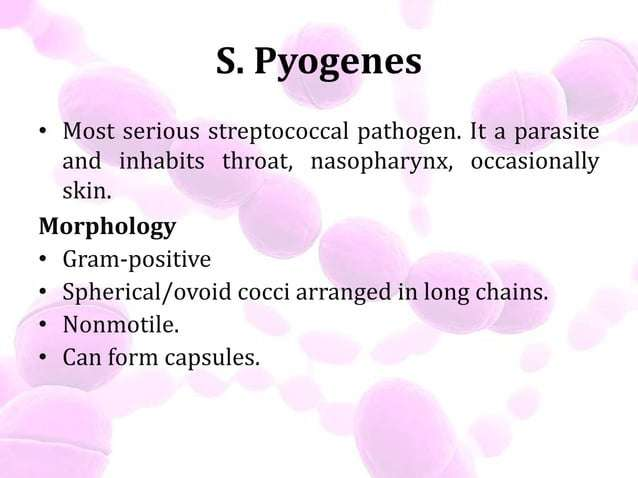 S. Pyogenes
• Most serious streptococcal pathogen. It a parasite
and inhabits throat, nasopharynx, occasionally
skin.
Morphology
• Gram-positive
• Spherical/ovoid cocci arranged in long chains.
• Nonmotile.
• Can form capsules.